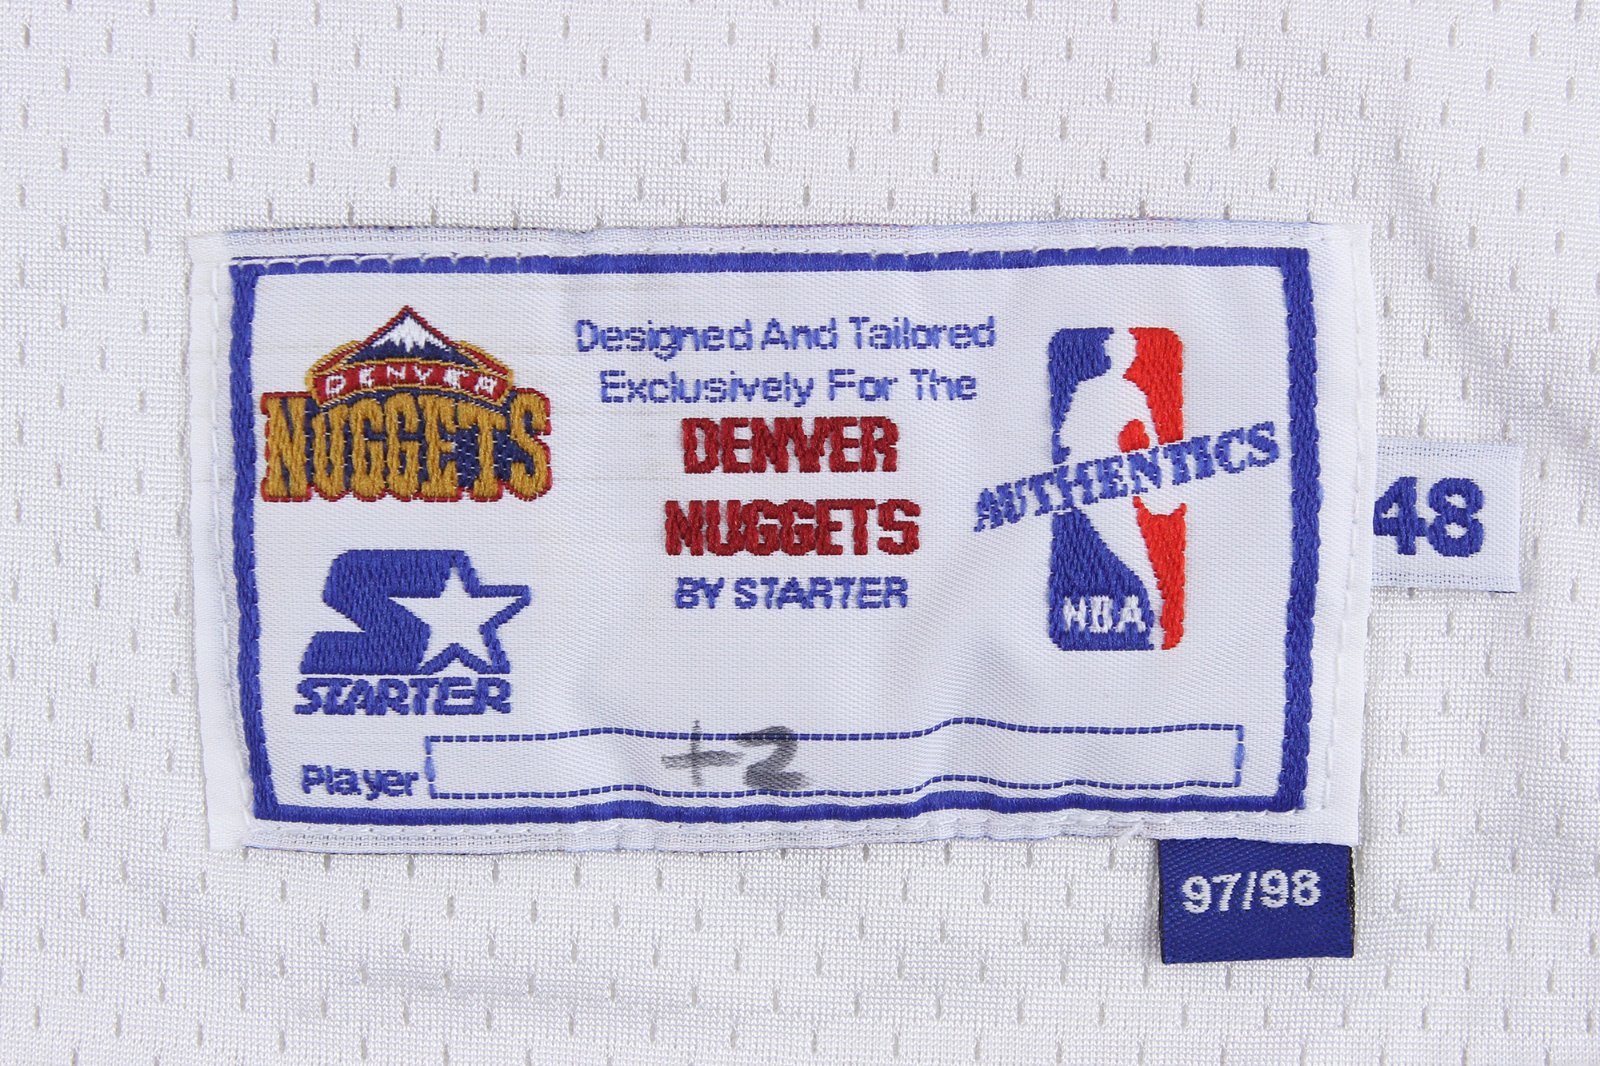 DENVER
NUGGETS
Designed And Tailored
Exclusively For The
DENVER
NUGGETS
BY STARTER
AUTHENTICS
NBA
STARTER
Player +2
48
97/98